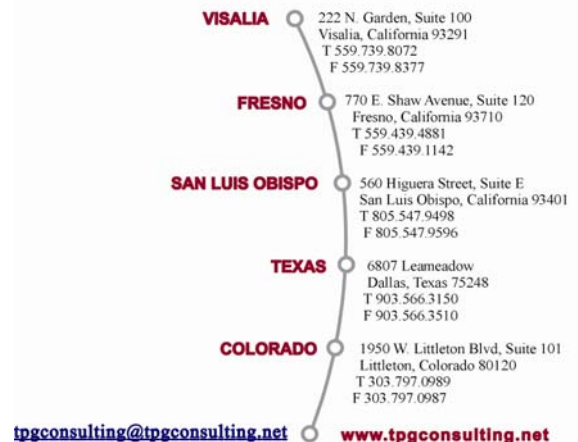 VISALIA
222 N. Garden, Suite 100
Visalia, California 93291
T 559.739.8072
F 559.739.8377
FRESNO
770 E. Shaw Avenue, Suite 120
Fresno, California 93710
T 559.439.4881
F 559.439.1142
SAN LUIS OBISPO
560 Higuera Street, Suite E
San Luis Obispo, California 93401
T 805.547.9498
F 805.547.9596
TEXAS
6807 Leameadow
Dallas, Texas 75248
T 903.566.3150
F 903.566.3510
COLORADO
1950 W. Littleton Blvd, Suite 101
Littleton, Colorado 80120
T 303.797.0989
F 303.797.0987
tpgconsulting@tpgconsulting.net
www.tpgconsulting.net